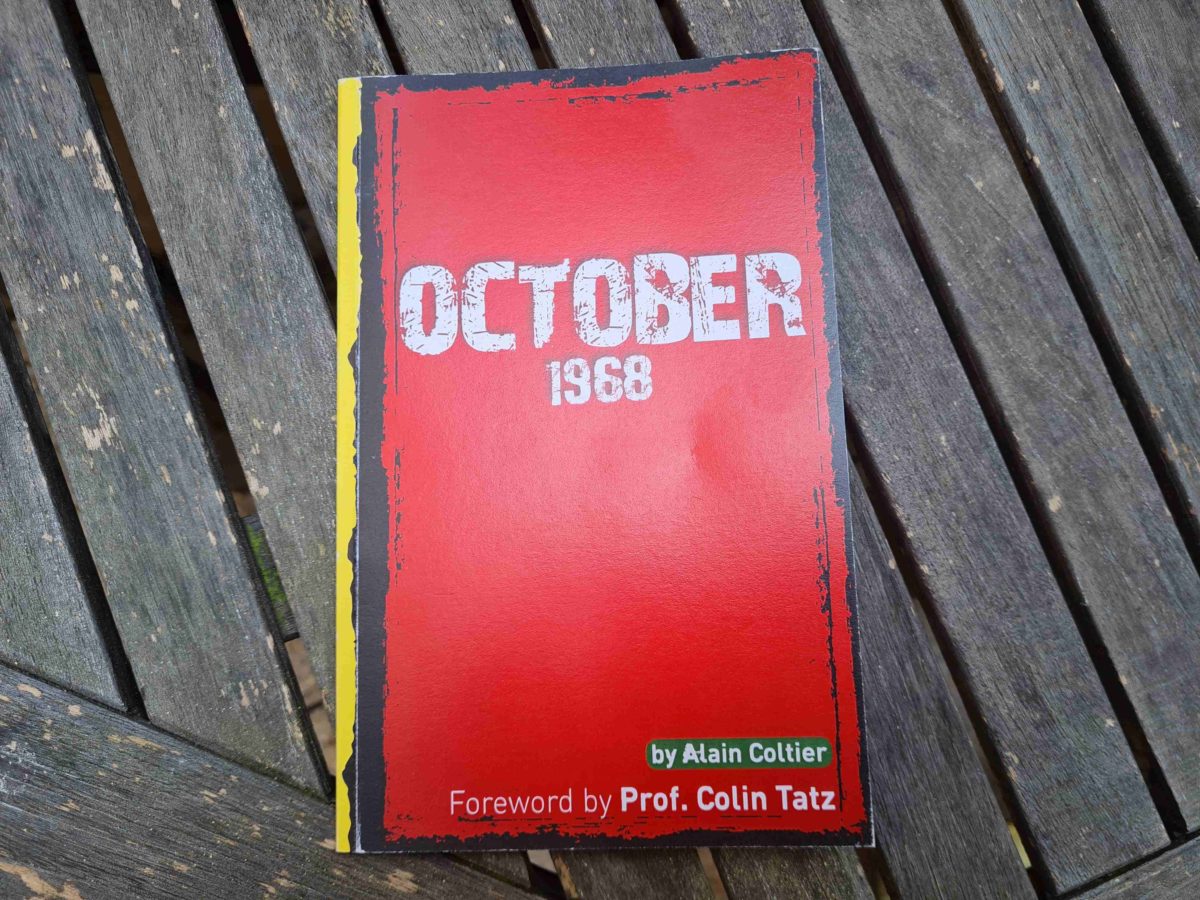 OCTOBER
1968
by Alain Coltier
Foreword by Prof. Colin Tatz